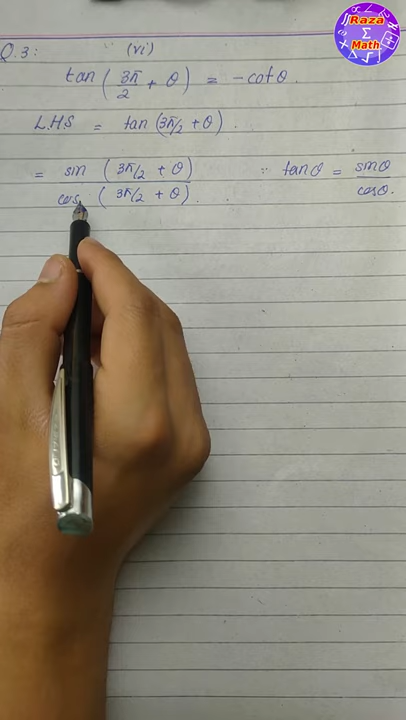 Raza
Math
Q.3: (vi)
tan (3π/2 + θ) = -cotθ.
L.H.S = tan (3π/2 + θ).
= sin (3π/2 + θ) / cos (3π/2 + θ). ∵ tanθ = sinθ / cosθ.